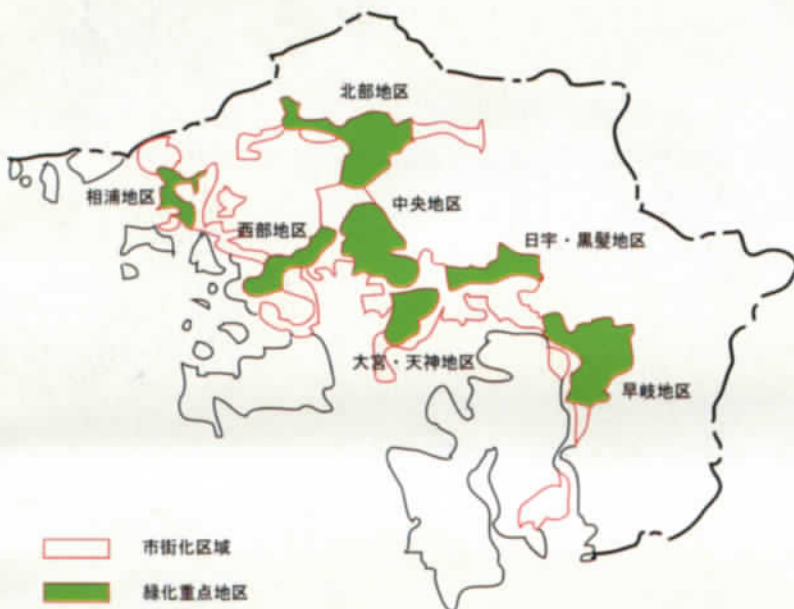 北部地区
相浦地区
中央地区
西部地区
日宇・黒髪地区
大宮・天神地区
早岐地区
市街化区域
緑化重点地区